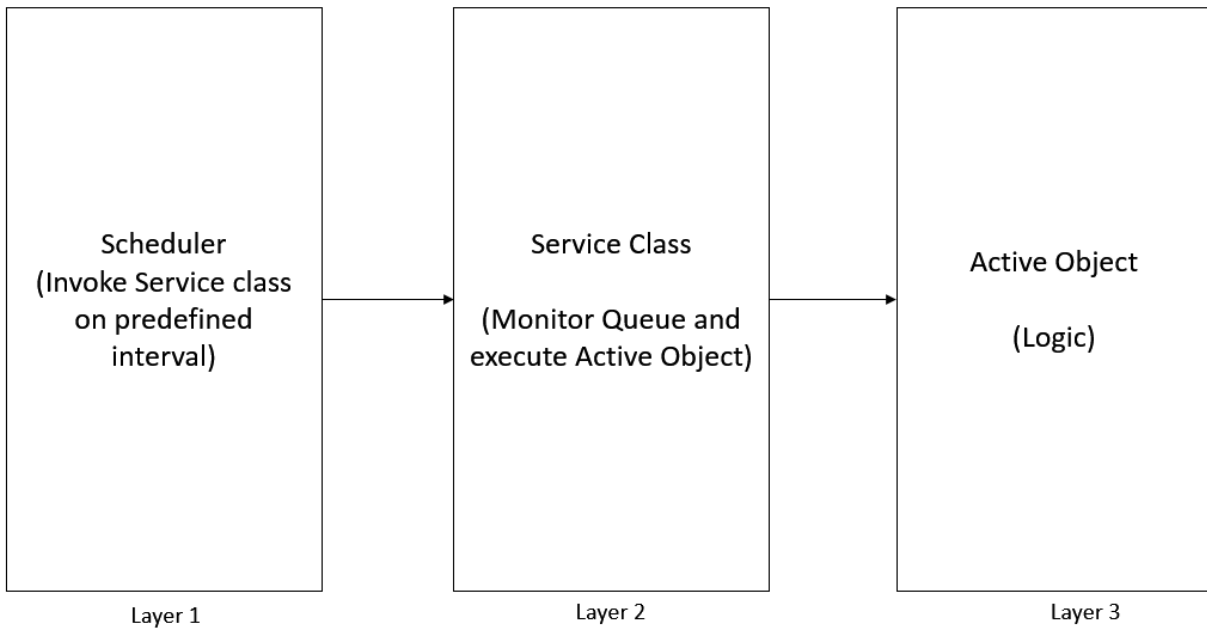 Scheduler
(Invoke Service class
on predefined
interval)
Service Class
(Monitor Queue and
execute Active Object)
Active Object
(Logic)
Layer 1
Layer 2
Layer 3